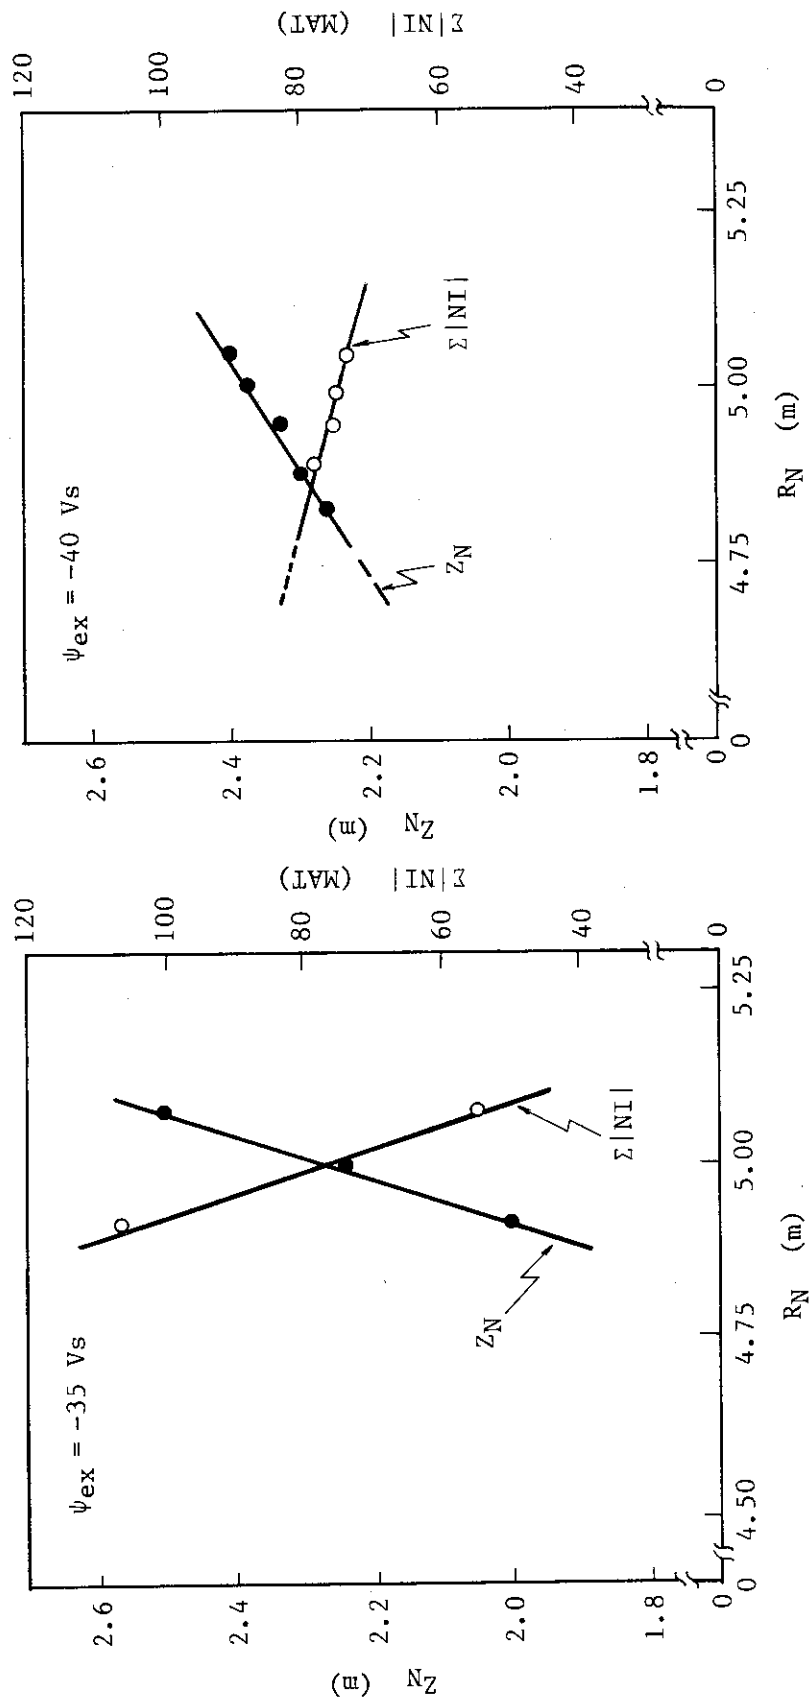 ψex = -35 Vs
Z_N
(m)
2.6
2.4
2.2
2.0
1.8
0
120
100
80
60
40
0
Σ|NI| (MAT)
Z_N
Σ|NI|
0 4.50 4.75 5.00 5.25
R_N (m)
ψex = -40 Vs
Z_N
(m)
2.6
2.4
2.2
2.0
1.8
0
120
100
80
60
40
0
Σ|NI| (MAT)
Z_N
Σ|NI|
0 4.75 5.00 5.25
R_N (m)